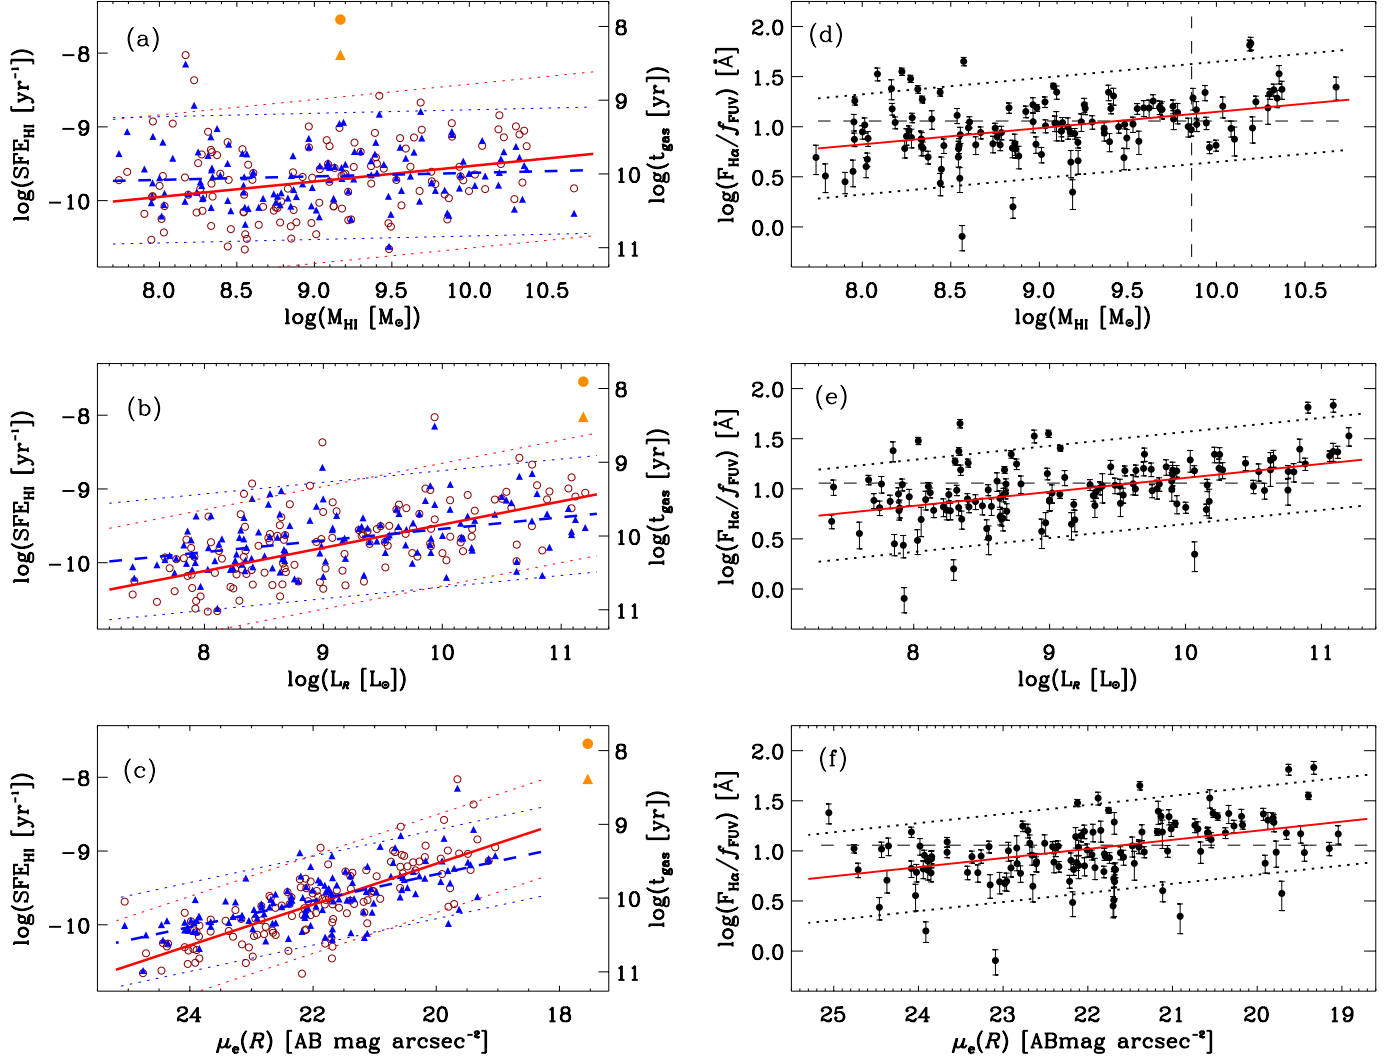 (a)
log(SFE_HI [yr⁻¹])
-8
-9
-10
8.0 8.5 9.0 9.5 10.0 10.5
log(M_HI [M_⊙])
8
9
10
11
log(t_gas [yr])
(d)
log(F_Hα/f_FUV) [Å]
2.0
1.5
1.0
0.5
0.0
8.0 8.5 9.0 9.5 10.0 10.5
log(M_HI [M_⊙])
(b)
log(SFE_HI [yr⁻¹])
-8
-9
-10
8 9 10 11
log(L_R [L_⊙])
8
9
10
11
log(t_gas [yr])
(e)
log(F_Hα/f_FUV) [Å]
2.0
1.5
1.0
0.5
0.0
8 9 10 11
log(L_R [L_⊙])
(c)
log(SFE_HI [yr⁻¹])
-8
-9
-10
24 22 20 18
μ_e(R) [AB mag arcsec⁻²]
8
9
10
11
log(t_gas [yr])
(f)
log(F_Hα/f_FUV) [Å]
2.0
1.5
1.0
0.5
0.0
25 24 23 22 21 20 19
μ_e(R) [ABmag arcsec⁻²]